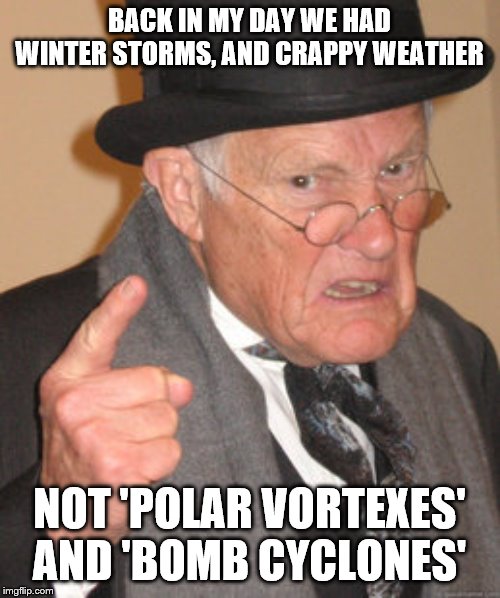 BACK IN MY DAY WE HAD
WINTER STORMS, AND CRAPPY WEATHER
NOT 'POLAR VORTEXES'
AND 'BOMB CYCLONES'
imgflip.com